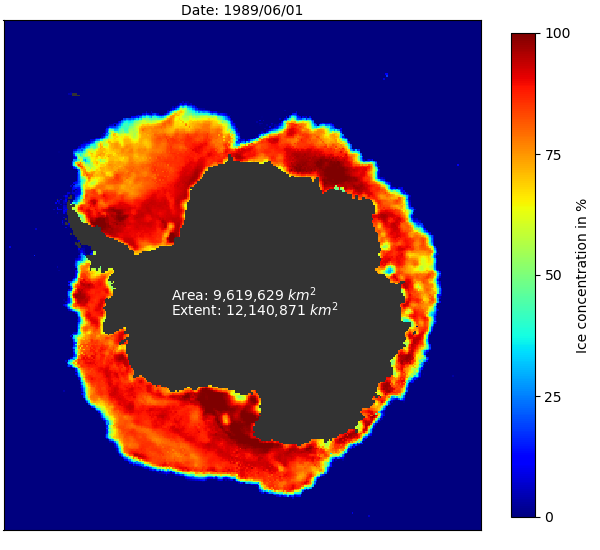 Date: 1989/06/01
Area: 9,619,629 km²
Extent: 12,140,871 km²
100
75
50
25
0
Ice concentration in %